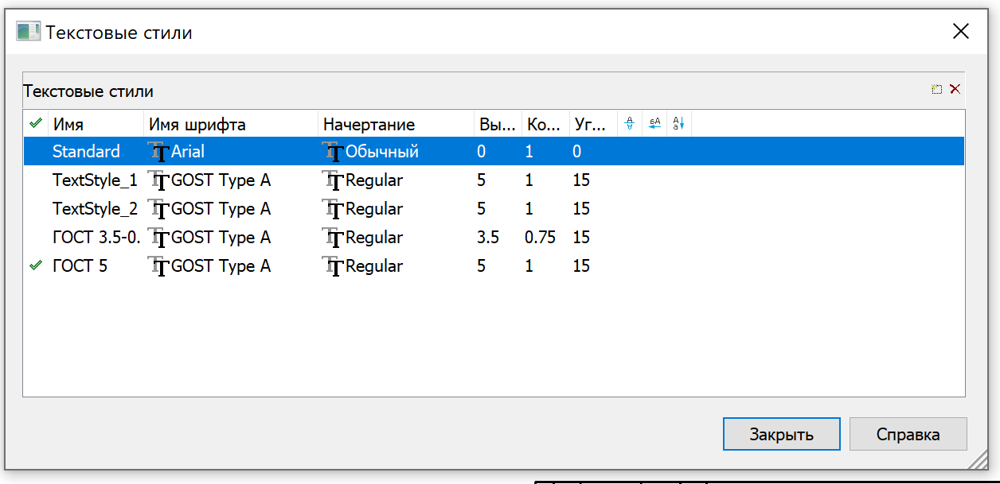 Текстовые стили
Текстовые стили
Имя Имя шрифта Начертание Вы... Ко... Уг...
Standard Arial Обычный 0 1 0
TextStyle_1 GOST Type A Regular 5 1 15
TextStyle_2 GOST Type A Regular 5 1 15
ГОСТ 3.5-0. GOST Type A Regular 3.5 0.75 15
ГОСТ 5 GOST Type A Regular 5 1 15
Закрыть Справка